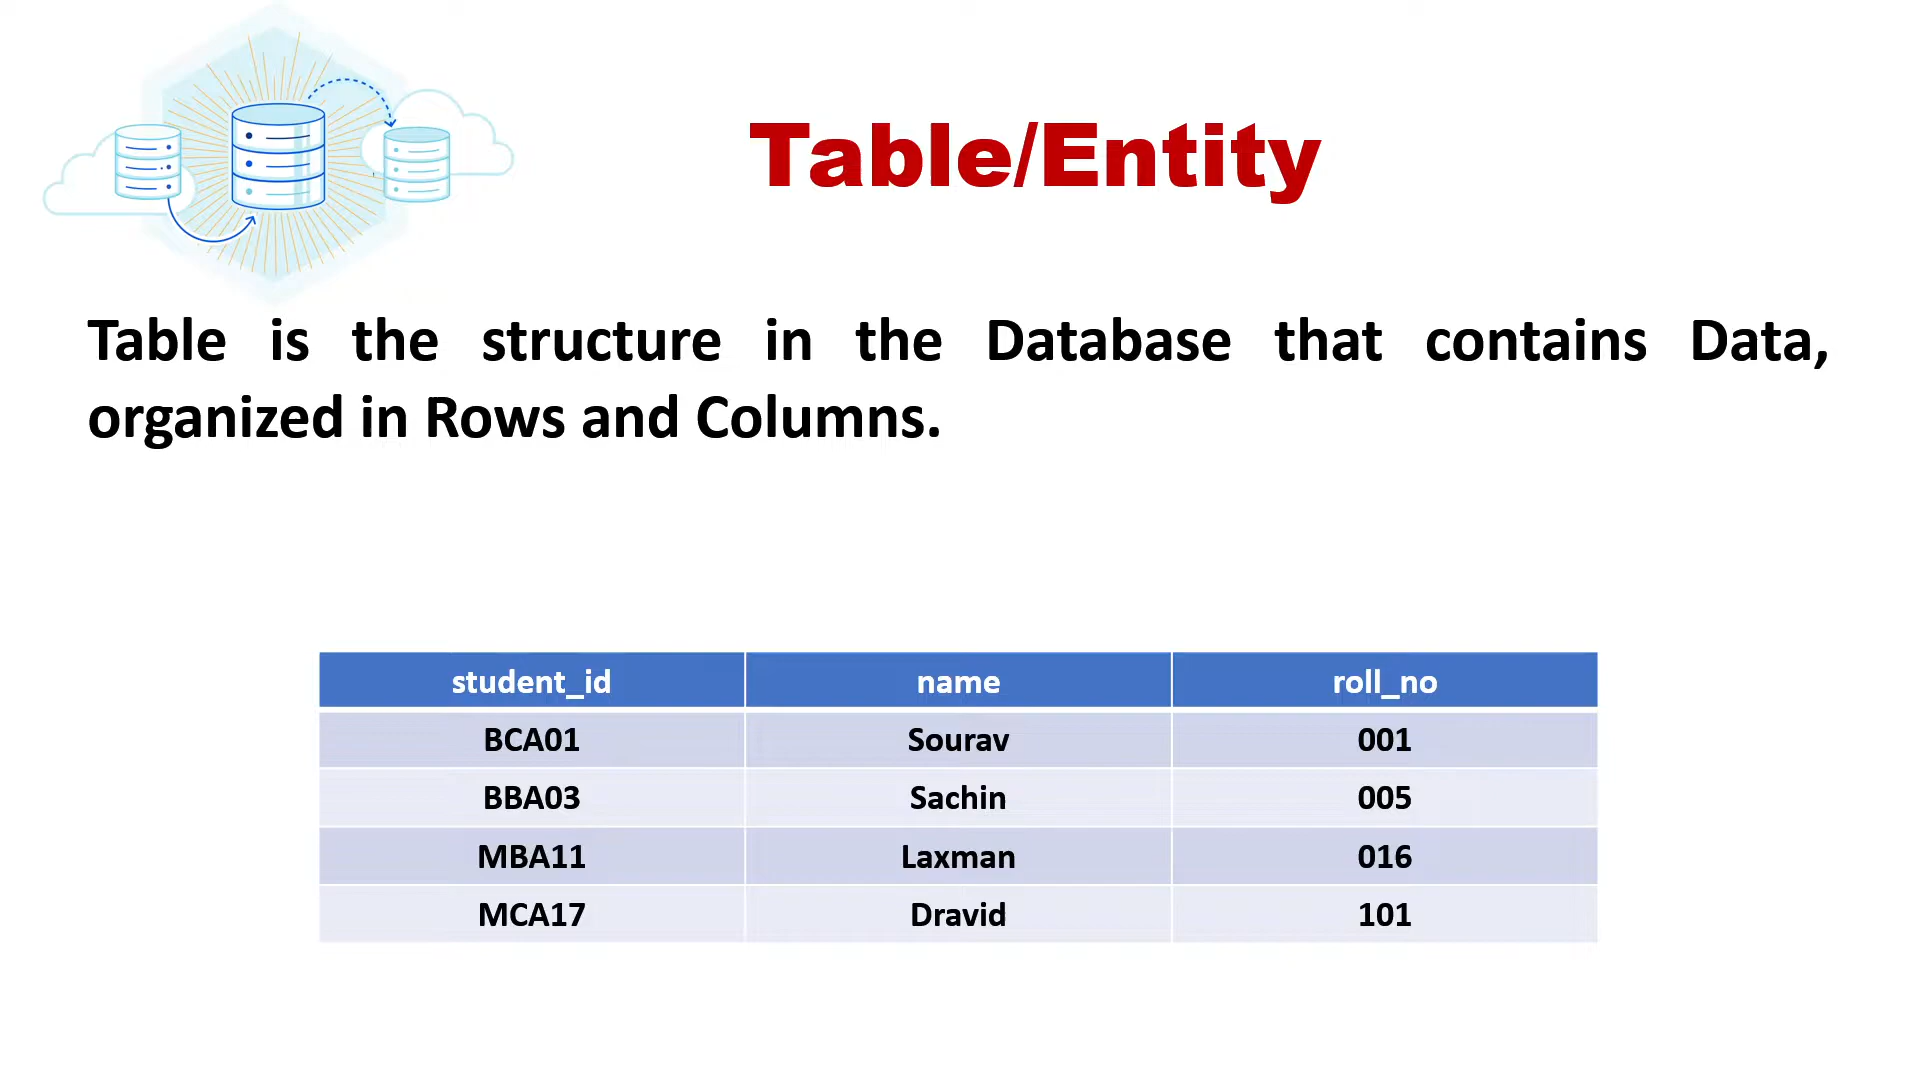 Table/Entity
Table is the structure in the Database that contains Data,
organized in Rows and Columns.
student_id name roll_no
BCA01 Sourav 001
BBA03 Sachin 005
MBA11 Laxman 016
MCA17 Dravid 101